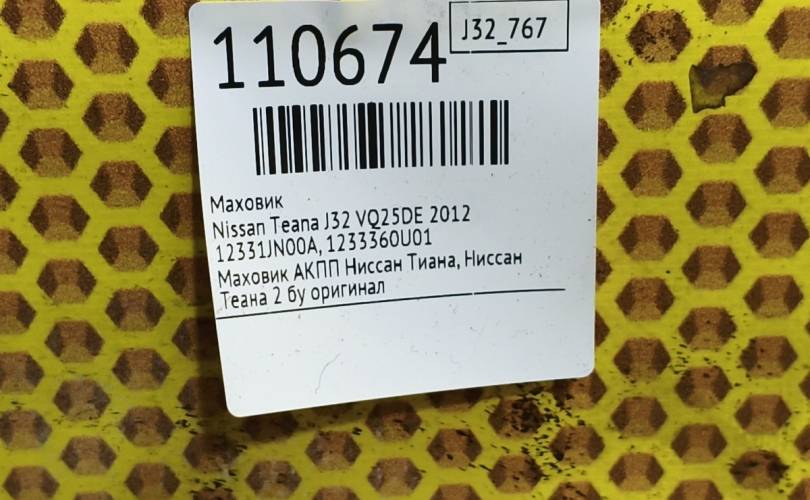 110674
J32_767
Маховик
Nissan Teana J32 VQ25DE 2012
12331JN00A, 1233360U01
Маховик АКПП Ниссан Тиана, Ниссан
Теана 2 бу оригинал